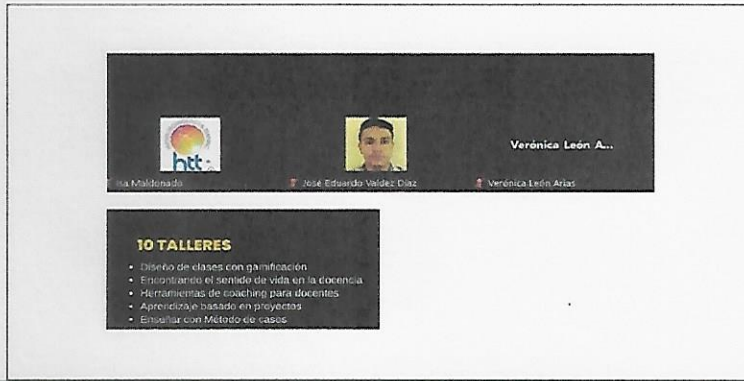 Verónica León A...
htt
Isa Maldonado
José Eduardo Valdez Díaz
Verónica León Arias
10 TALLERES
• Diseño de clases con gamificación
• Encontrando el sentido de vida en la docencia
• Herramientas de coaching para docentes
• Aprendizaje basado en proyectos
• Enseñar con Método de casos